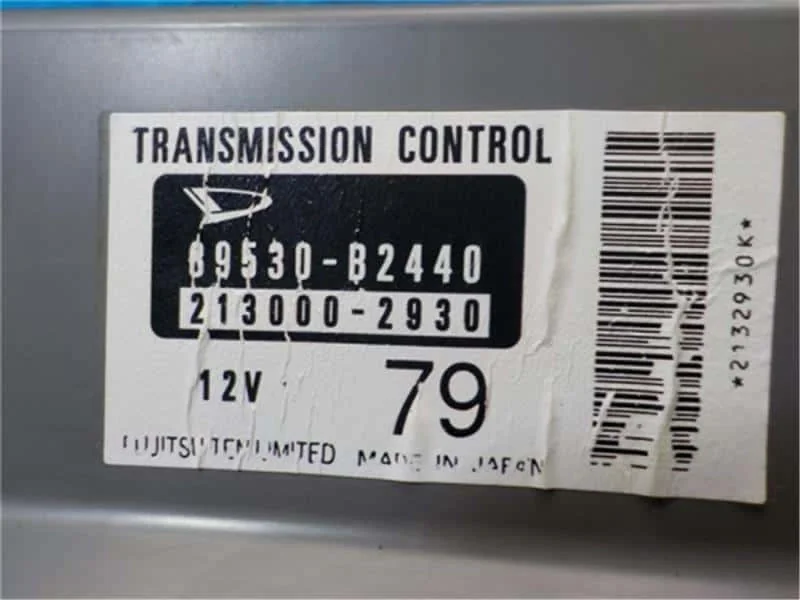 TRANSMISSION CONTROL
89530-B2440
213000-2930
12V
79
FUJITSU TEN LIMITED MADE IN JAPAN
*2132930K*